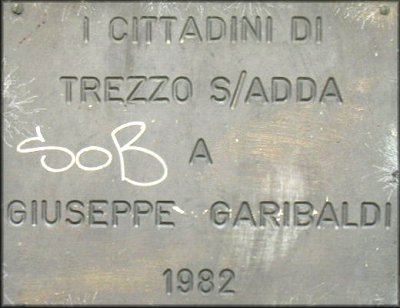 I CITTADINI DI
TREZZO S/ADDA
SOB A
GIUSEPPE GARIBALDI
1982